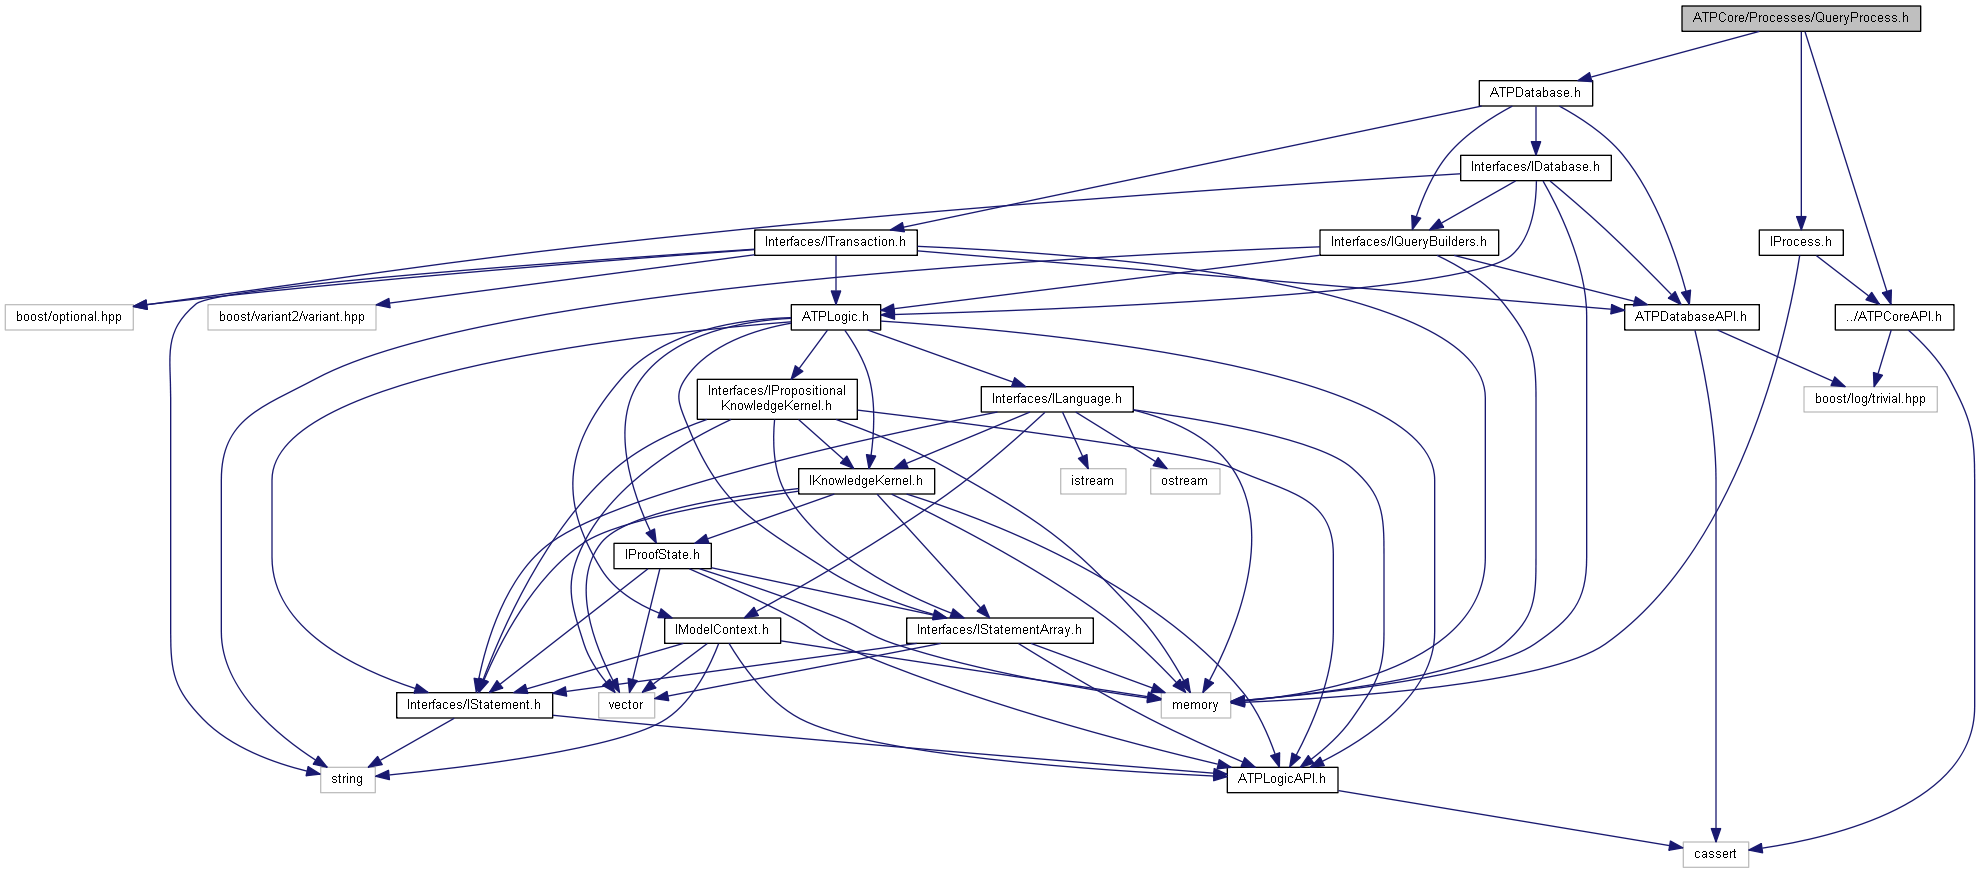 ATPCore/Processes/QueryProcess.h
ATPDatabase.h
Interfaces/IDatabase.h
Interfaces/ITransaction.h
Interfaces/IQueryBuilders.h
IProcess.h
boost/optional.hpp
boost/variant2/variant.hpp
ATPLogic.h
ATPDatabaseAPI.h
../ATPCoreAPI.h
Interfaces/IPropositional
KnowledgeKernel.h
Interfaces/ILanguage.h
boost/log/trivial.hpp
IKnowledgeKernel.h
istream
ostream
IProofState.h
IModelContext.h
Interfaces/IStatementArray.h
Interfaces/IStatement.h
vector
memory
string
ATPLogicAPI.h
cassert